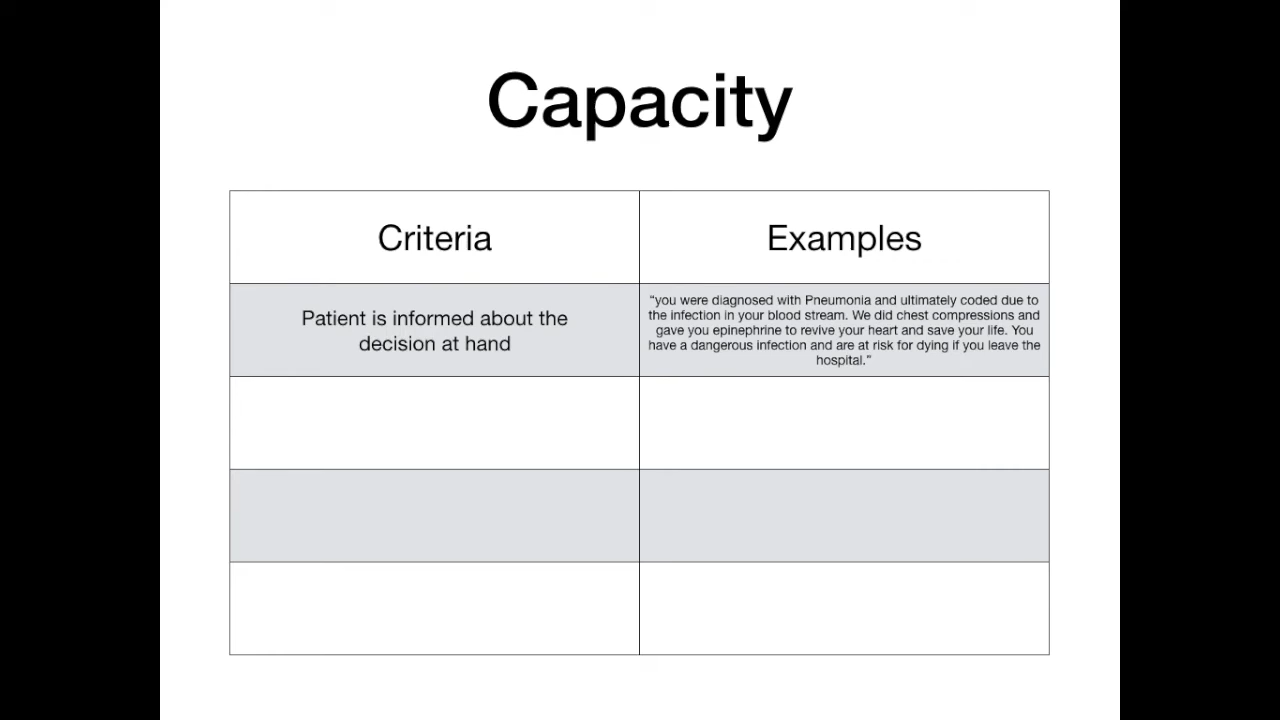 Capacity
Criteria
Examples
Patient is informed about the
decision at hand
“you were diagnosed with Pneumonia and ultimately coded due to
the infection in your blood stream. We did chest compressions and
gave you epinephrine to revive your heart and save your life. You
have a dangerous infection and are at risk for dying if you leave the
hospital.”